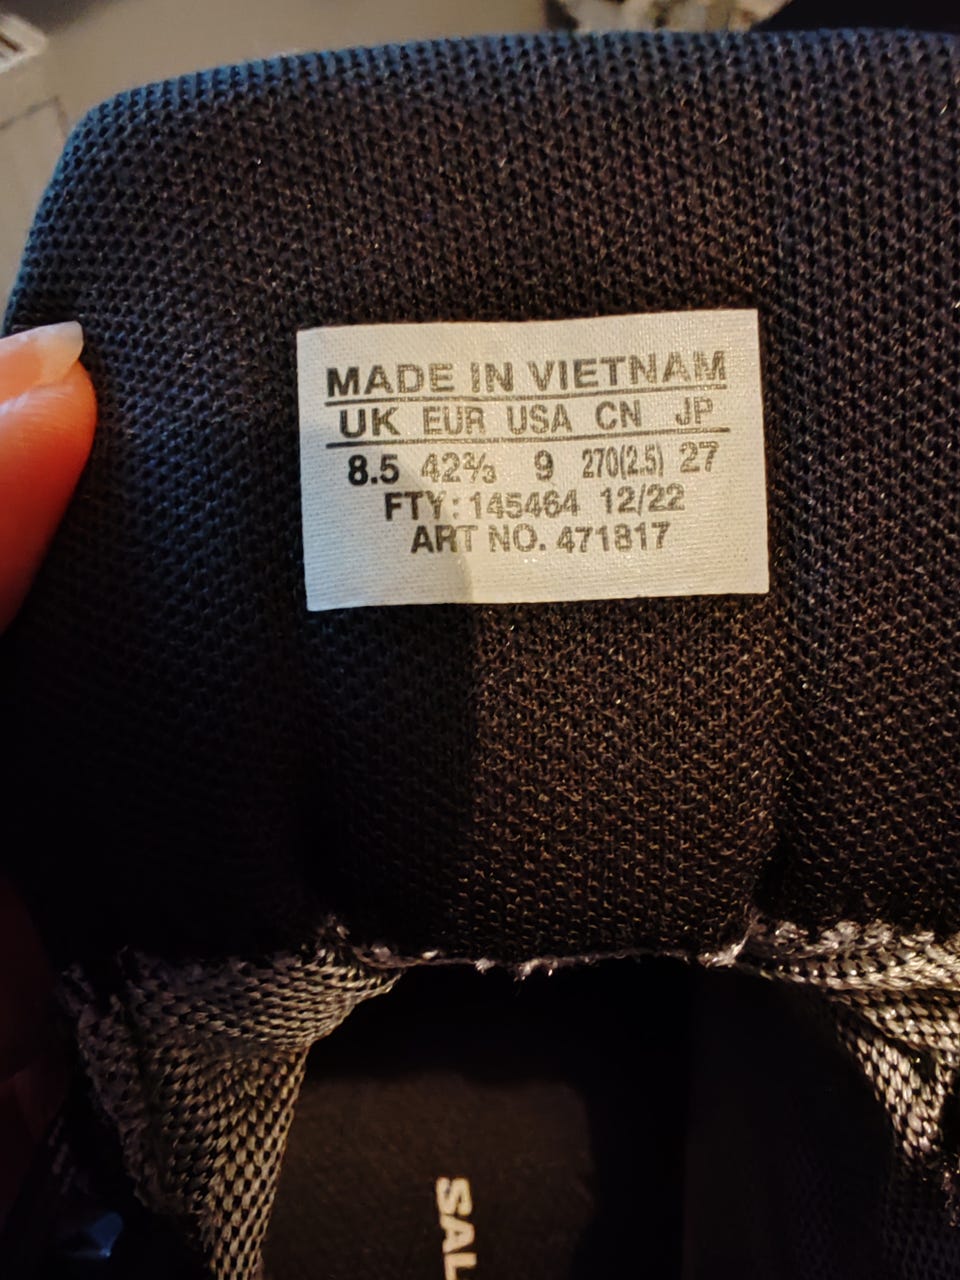 MADE IN VIETNAM
UK EUR USA CN JP
8.5 42⅔ 9 270(2.5) 27
FTY: 145464 12/22
ART NO. 471817
SAL